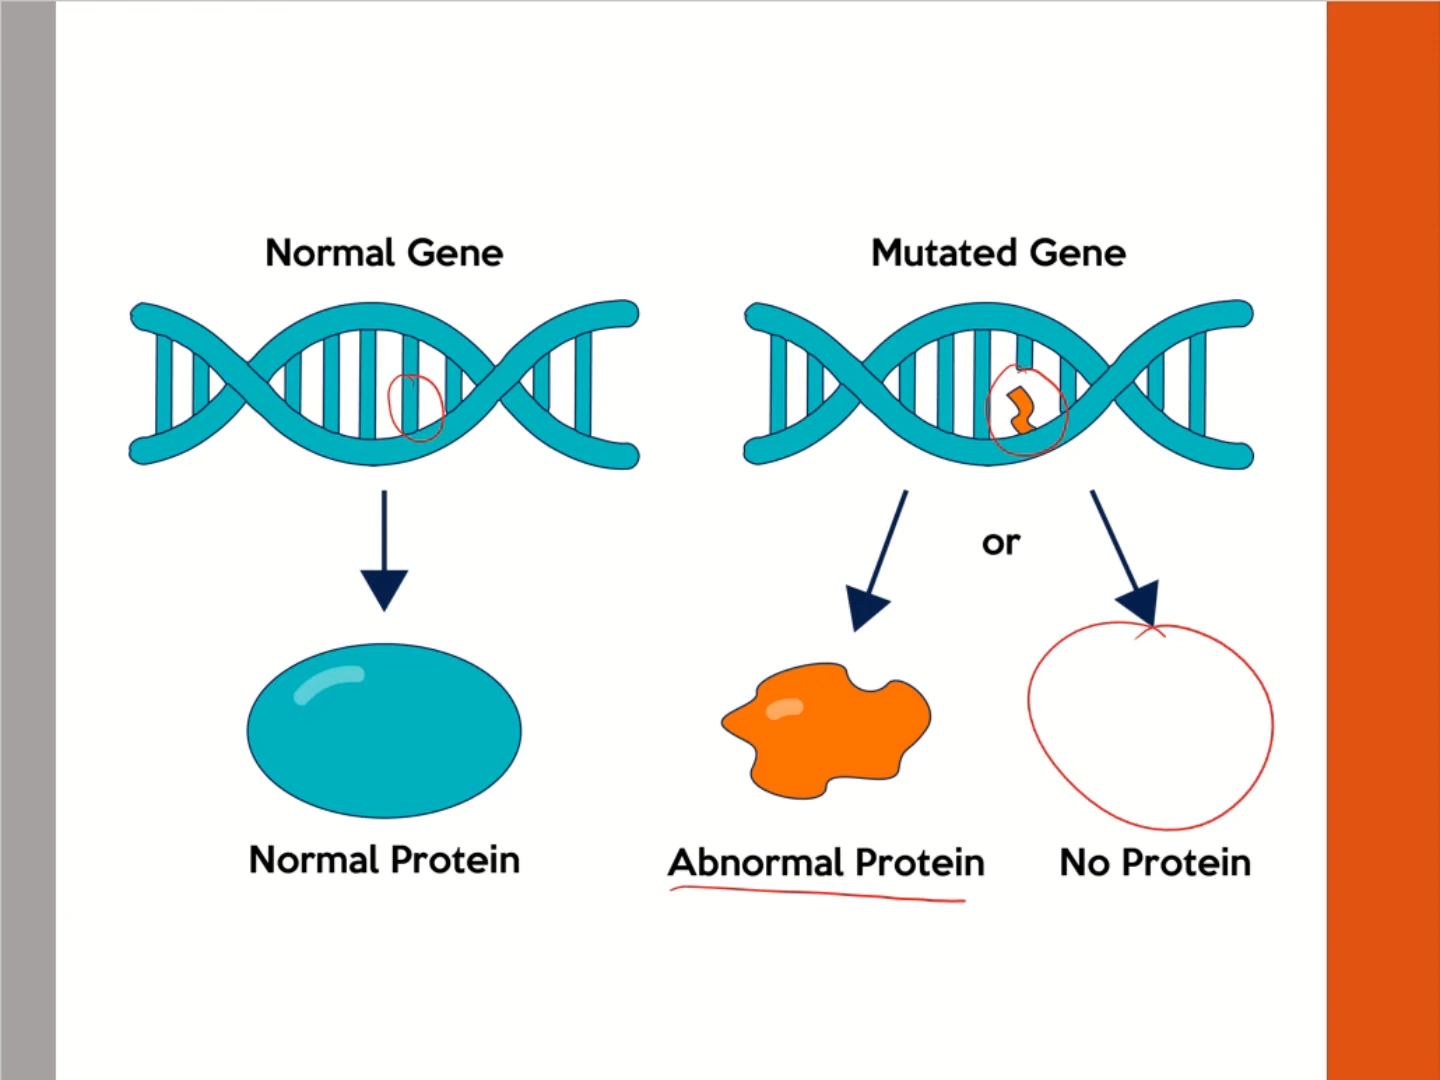 Normal Gene
Mutated Gene
or
Normal Protein
Abnormal Protein
No Protein